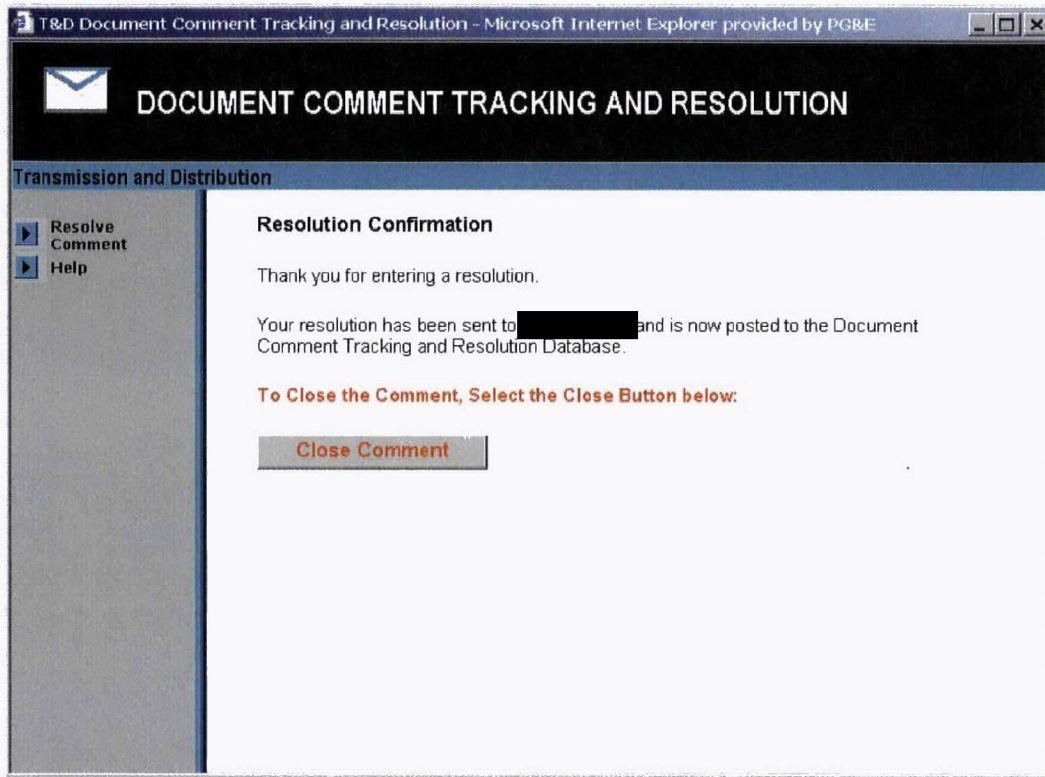 T&D Document Comment Tracking and Resolution - Microsoft Internet Explorer provided by PG&E
DOCUMENT COMMENT TRACKING AND RESOLUTION
Transmission and Distribution
Resolve
Comment
Help
Resolution Confirmation
Thank you for entering a resolution.
Your resolution has been sent to and is now posted to the Document
Comment Tracking and Resolution Database.
To Close the Comment, Select the Close Button below:
Close Comment